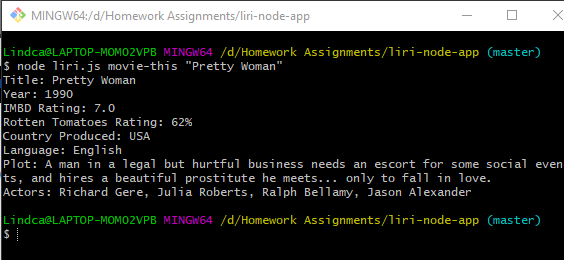 MINGW64:/d/Homework Assignments/liri-node-app
Lindca@LAPTOP-MOMO2VPB MINGW64 /d/Homework Assignments/liri-node-app (master)
$ node liri.js movie-this "Pretty Woman"
Title: Pretty Woman
Year: 1990
IMBD Rating: 7.0
Rotten Tomatoes Rating: 62%
Country Produced: USA
Language: English
Plot: A man in a legal but hurtful business needs an escort for some social even
ts, and hires a beautiful prostitute he meets... only to fall in love.
Actors: Richard Gere, Julia Roberts, Ralph Bellamy, Jason Alexander
Lindca@LAPTOP-MOMO2VPB MINGW64 /d/Homework Assignments/liri-node-app (master)
$